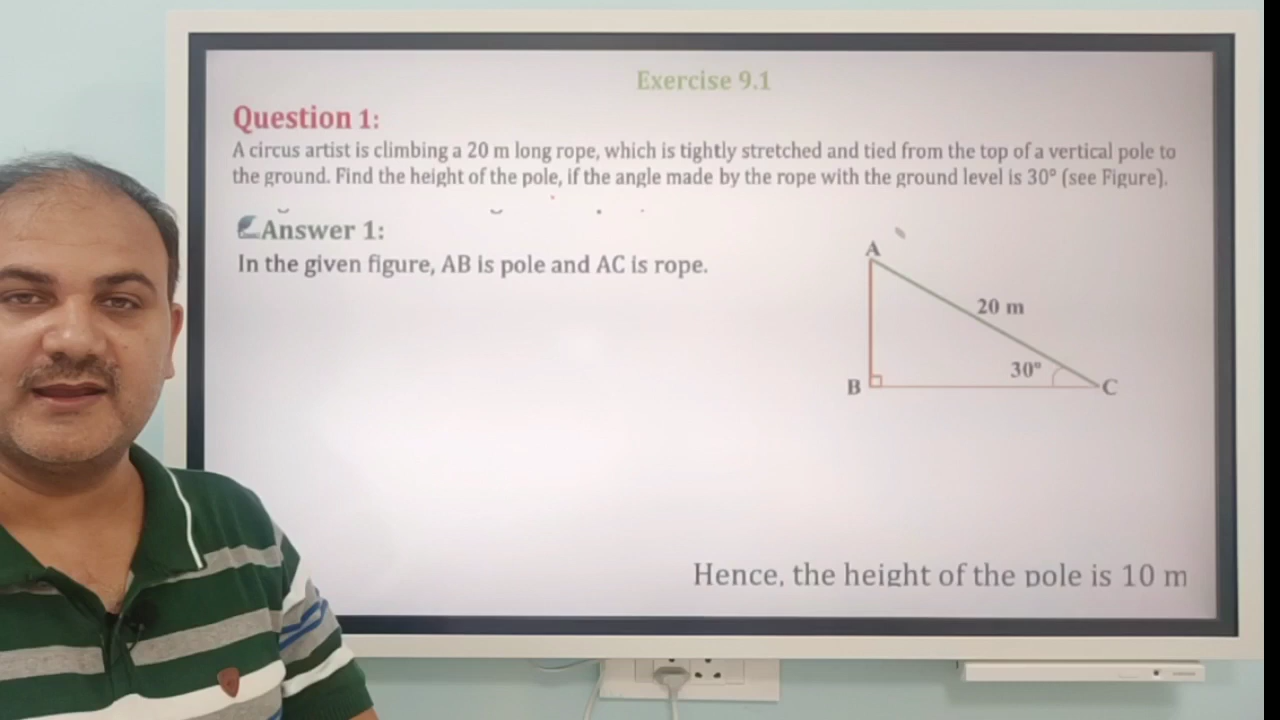 Exercise 9.1
Question 1:
A circus artist is climbing a 20 m long rope, which is tightly stretched and tied from the top of a vertical pole to
the ground. Find the height of the pole, if the angle made by the rope with the ground level is 30° (see Figure).
Answer 1:
In the given figure, AB is pole and AC is rope.
A
20 m
30°
B
C
Hence, the height of the pole is 10 m